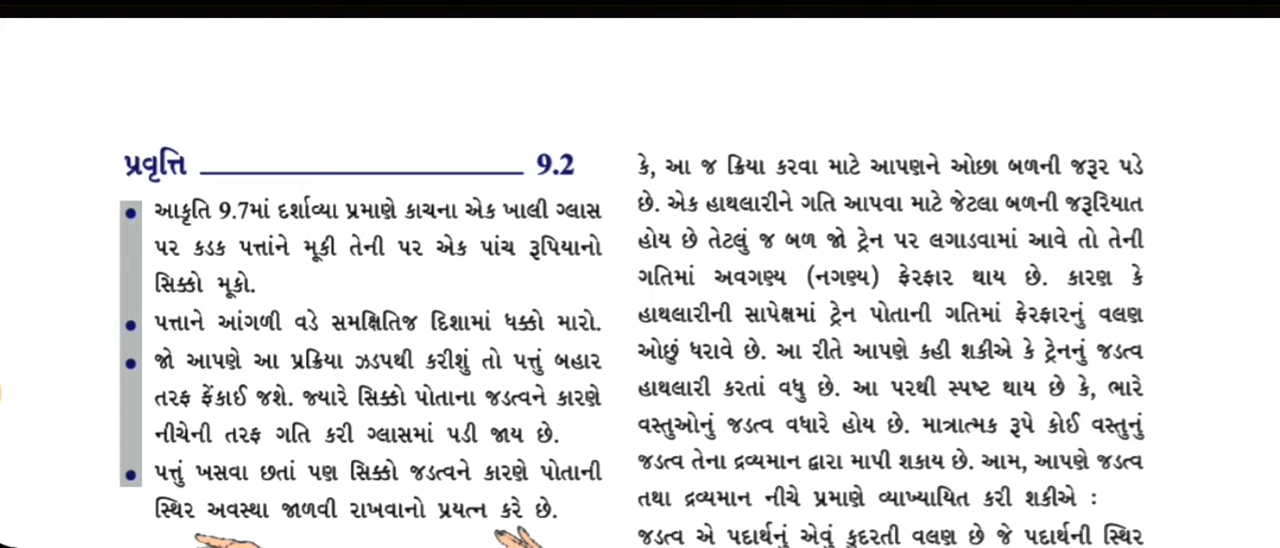 પ્રવૃત્તિ 9.2
આકૃતિ 9.7માં દર્શાવ્યા પ્રમાણે કાચના એક ખાલી ગ્લાસ
પર કડક પત્તાંને મૂકી તેની પર એક પાંચ રૂપિયાનો
સિક્કો મૂકો.
પત્તાને આંગળી વડે સમક્ષિતિજ દિશામાં ધક્કો મારો.
જો આપણે આ પ્રક્રિયા ઝડપથી કરીશું તો પત્તું બહાર
તરફ ફેંકાઈ જશે. જ્યારે સિક્કો પોતાના જડત્વને કારણે
નીચેની તરફ ગતિ કરી ગ્લાસમાં પડી જાય છે.
પત્તું ખસવા છતાં પણ સિક્કો જડત્વને કારણે પોતાની
સ્થિર અવસ્થા જાળવી રાખવાનો પ્રયત્ન કરે છે.
કે, આ જ ક્રિયા કરવા માટે આપણને ઓછા બળની જરૂર પડે
છે. એક હાથલારીને ગતિ આપવા માટે જેટલા બળની જરૂરિયાત
હોય છે તેટલું જ બળ જો ટ્રેન પર લગાડવામાં આવે તો તેની
ગતિમાં અવગણ્ય (નગણ્ય) ફેરફાર થાય છે. કારણ કે
હાથલારીની સાપેક્ષમાં ટ્રેન પોતાની ગતિમાં ફેરફારનું વલણ
ઓછું ધરાવે છે. આ રીતે આપણે કહી શકીએ કે ટ્રેનનું જડત્વ
હાથલારી કરતાં વધુ છે. આ પરથી સ્પષ્ટ થાય છે કે, ભારે
વસ્તુઓનું જડત્વ વધારે હોય છે. માત્રાત્મક રૂપે કોઈ વસ્તુનું
જડત્વ તેના દ્રવ્યમાન દ્વારા માપી શકાય છે. આમ, આપણે જડત્વ
તથા દ્રવ્યમાન નીચે પ્રમાણે વ્યાખ્યાયિત કરી શકીએ :
જડત્વ એ પદાર્થનું એવું કુદરતી વલણ છે જે પદાર્થની સ્થિર